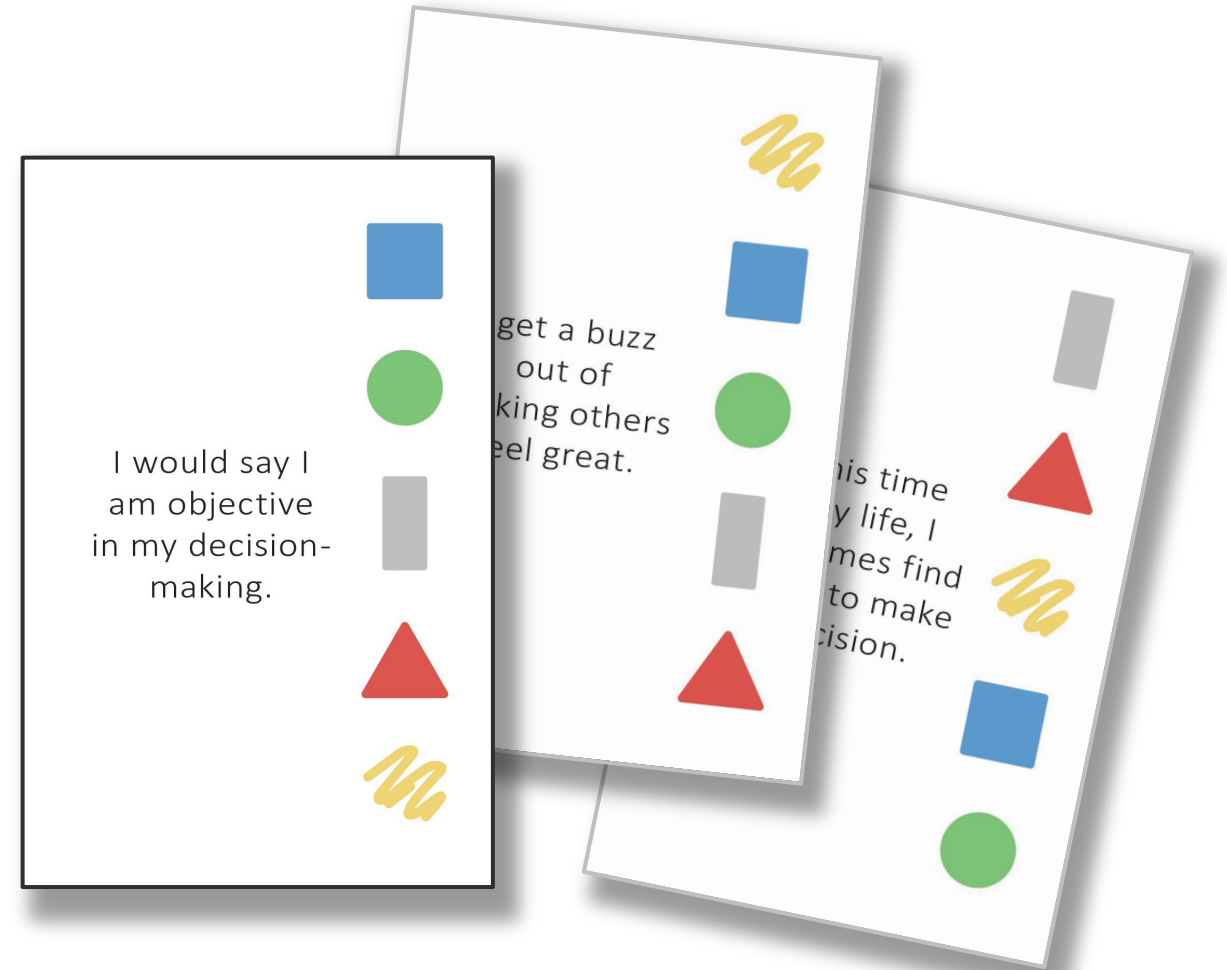 I would say I
am objective
in my decision-
making.
get a buzz
out of
king others
eel great.
his time
y life, I
mes find
to make
cision.